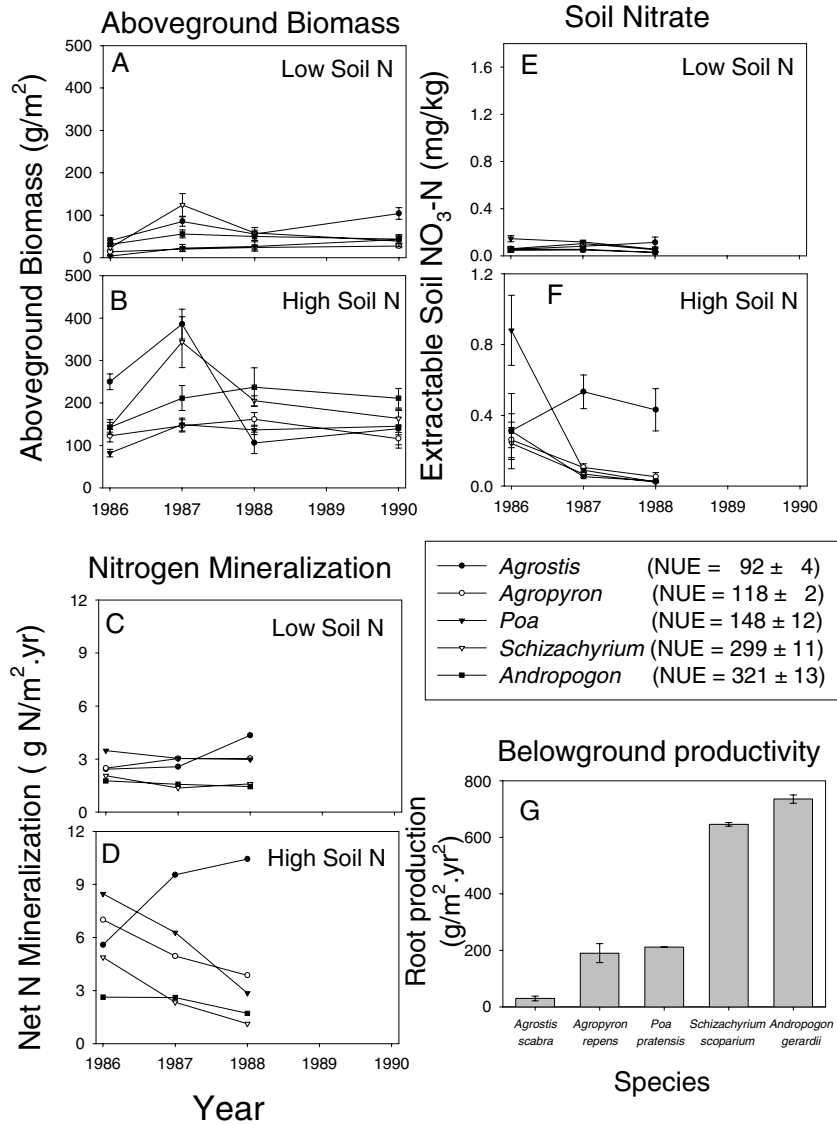 Aboveground Biomass
Soil Nitrate
Aboveground Biomass (g/m²)
500
400
300
200
100
0
A
Low Soil N
500
400
300
200
100
0
B
High Soil N
1986
1987
1988
1989
1990
Extractable Soil NO₃-N (mg/kg)
1.6
1.2
0.8
0.4
0.0
E
Low Soil N
1.2
0.8
0.4
0.0
F
High Soil N
1986
1987
1988
1989
1990
Nitrogen Mineralization
Net N Mineralization ( g N/m².yr)
12
9
6
3
0
C
Low Soil N
12
9
6
3
0
D
High Soil N
1986
1987
1988
1989
1990
Year
Agrostis (NUE = 92 ± 4)
Agropyron (NUE = 118 ± 2)
Poa (NUE = 148 ± 12)
Schizachyrium (NUE = 299 ± 11)
Andropogon (NUE = 321 ± 13)
Belowground productivity
Root production
(g/m².yr²)
800
600
400
200
0
G
Agrostis
scabra
Agropyron
repens
Poa
pratensis
Schizachyrium
scoparium
Andropogon
gerardii
Species